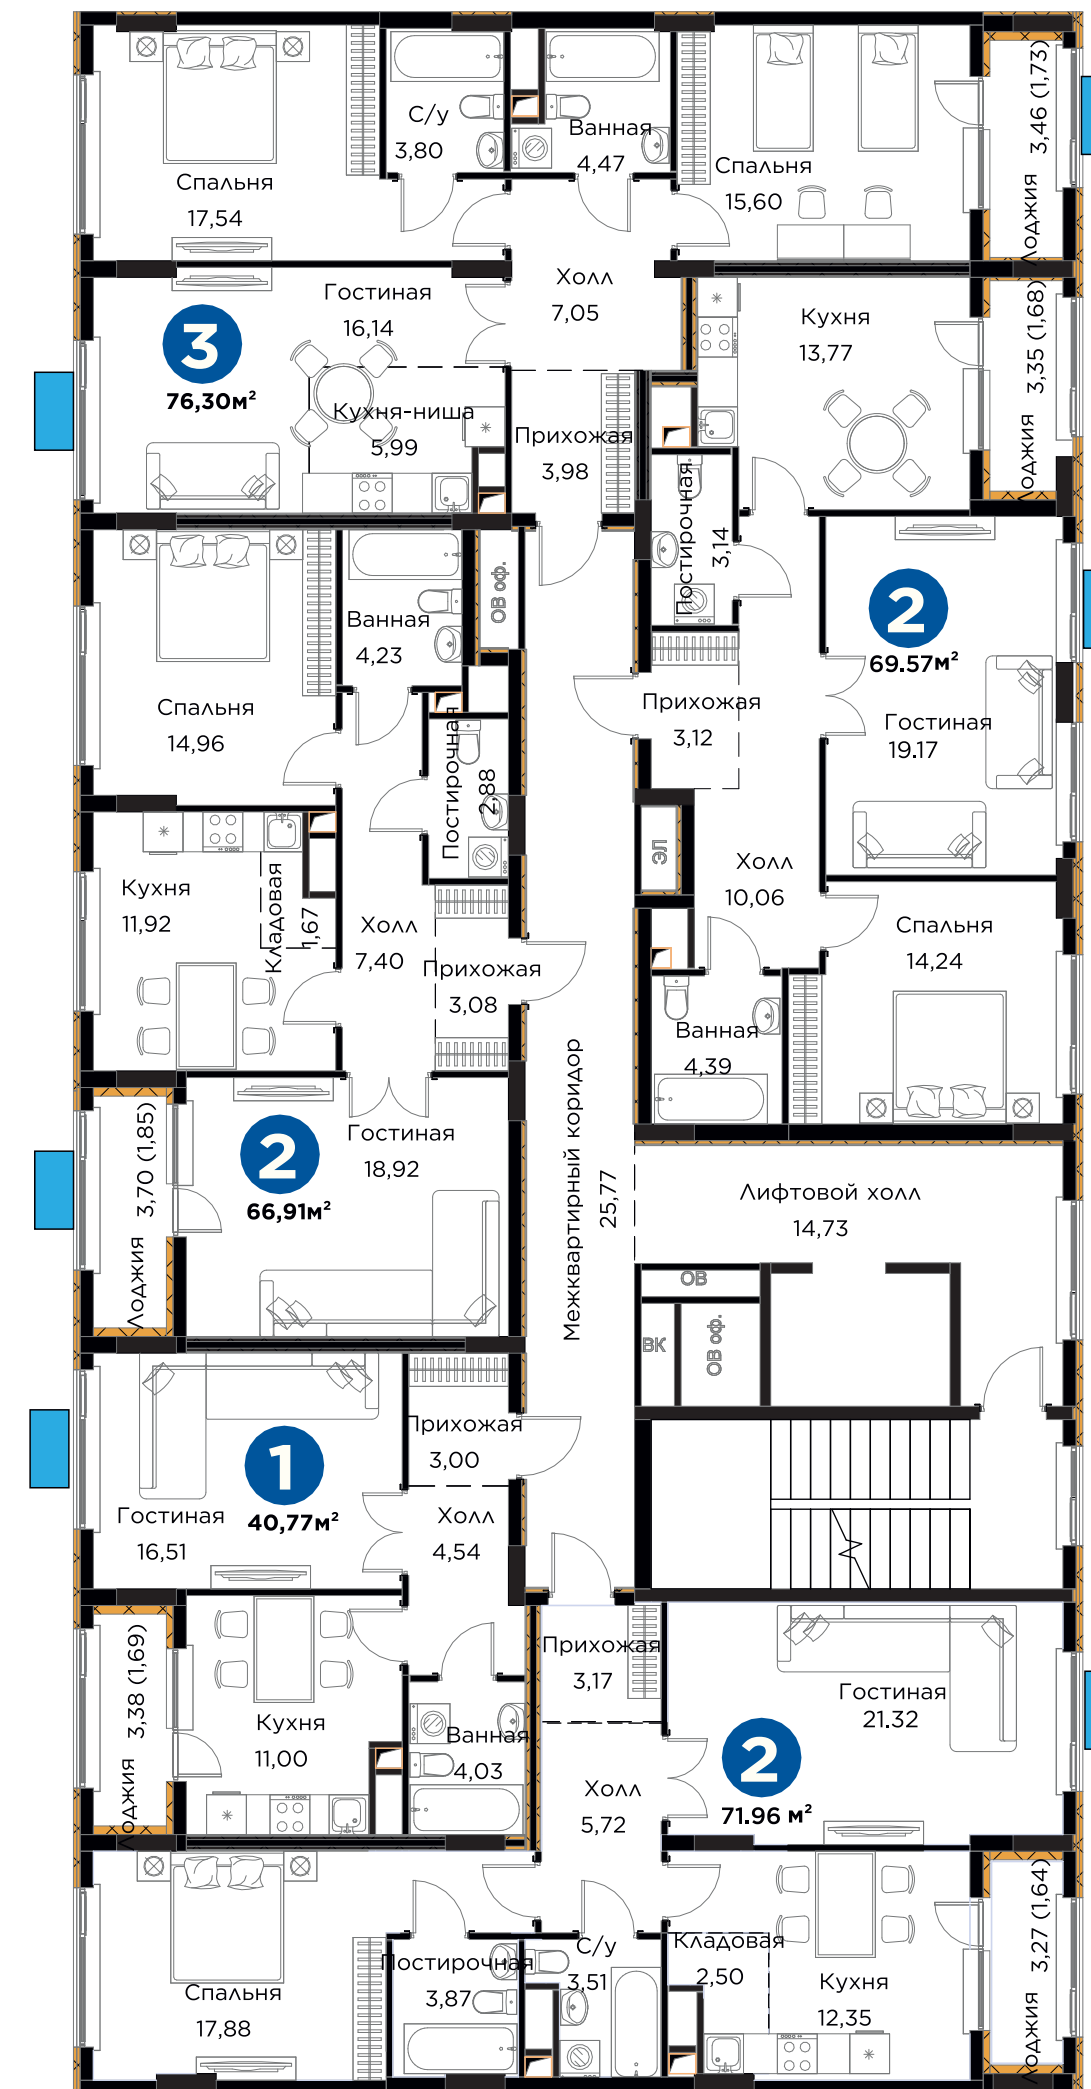 С/у
3,80
Ванная
4,47
Спальня
15,60
Лоджия 3,46 (1,73)
Спальня
17,54
Гостиная
16,14
Холл
7,05
Кухня
13,77
Лоджия 3,35 (1,68)
3
76,30м²
Кухня-ниша
5,99
Прихожая
3,98
Постирочная
3,14
ОВ оф.
Ванная
4,23
2
69.57м²
Спальня
14,96
Прихожая
3,12
Гостиная
19.17
Постирочная
2,88
ЭЛ
Холл
10,06
Кухня
11,92
Кладовая
1,67
Холл
7,40
Прихожая
3,08
Спальня
14,24
Ванная
4,39
Межквартирный коридор
25,77
Лоджия 3,70 (1,85)
2
66,91м²
Гостиная
18,92
Лифтовой холл
14,73
ОВ
ВК
ОВ оф.
Прихожая
3,00
1
40,77м²
Гостиная
16,51
Холл
4,54
Лоджия 3,38 (1,69)
Кухня
11,00
Ванная
4,03
Прихожая
3,17
Гостиная
21.32
2
71.96 м²
Холл
5,72
Спальня
17,88
Постирочная
3,87
С/у
3,51
Кладовая
2,50
Кухня
12,35
Лоджия 3,27 (1,64)